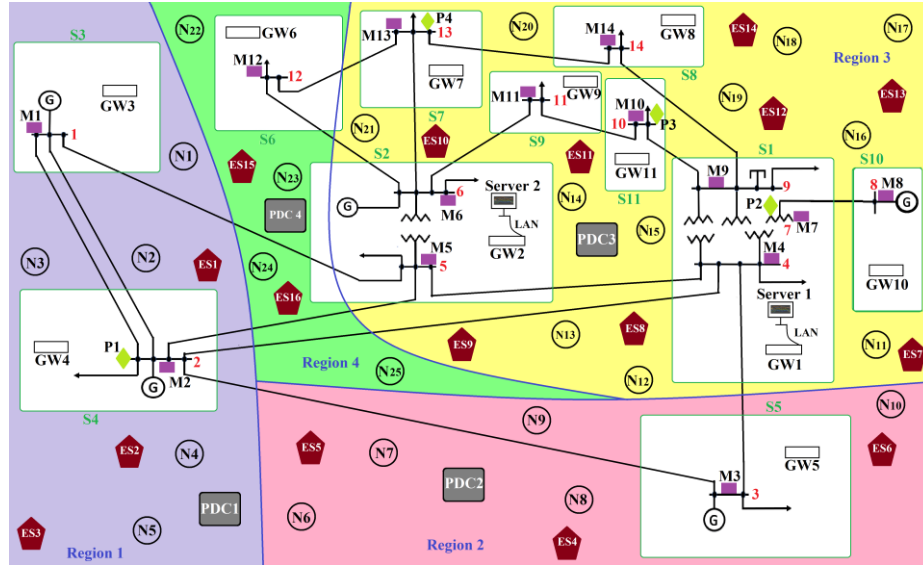 N22
S3
GW6
M13
P4
13
N20
GW8
M14
14
ES14
N18
N17
Region 3
M12
12
GW7
S8
GW3
G
M1
1
S7
M11
11
GW9
M10
10
P3
N19
ES12
ES13
N21
S6
ES10
S9
N16
N1
ES15
S2
ES11
GW11
S1
S10
N23
M9
9
8
M8
G
6
M6
Server 2
LAN
GW2
N14
S11
P2
7
M7
PDC 4
G
PDC3
N15
M5
5
M4
4
N3
N2
ES1
N24
GW10
ES16
Server 1
LAN
GW1
GW4
P1
M2
2
G
ES9
N13
ES8
N11
ES7
Region 4
N25
N12
S4
S5
N10
N9
ES2
N4
ES5
N7
GW5
ES6
PDC1
PDC2
M3
3
G
N5
ES3
N6
N8
ES4
Region 1
Region 2